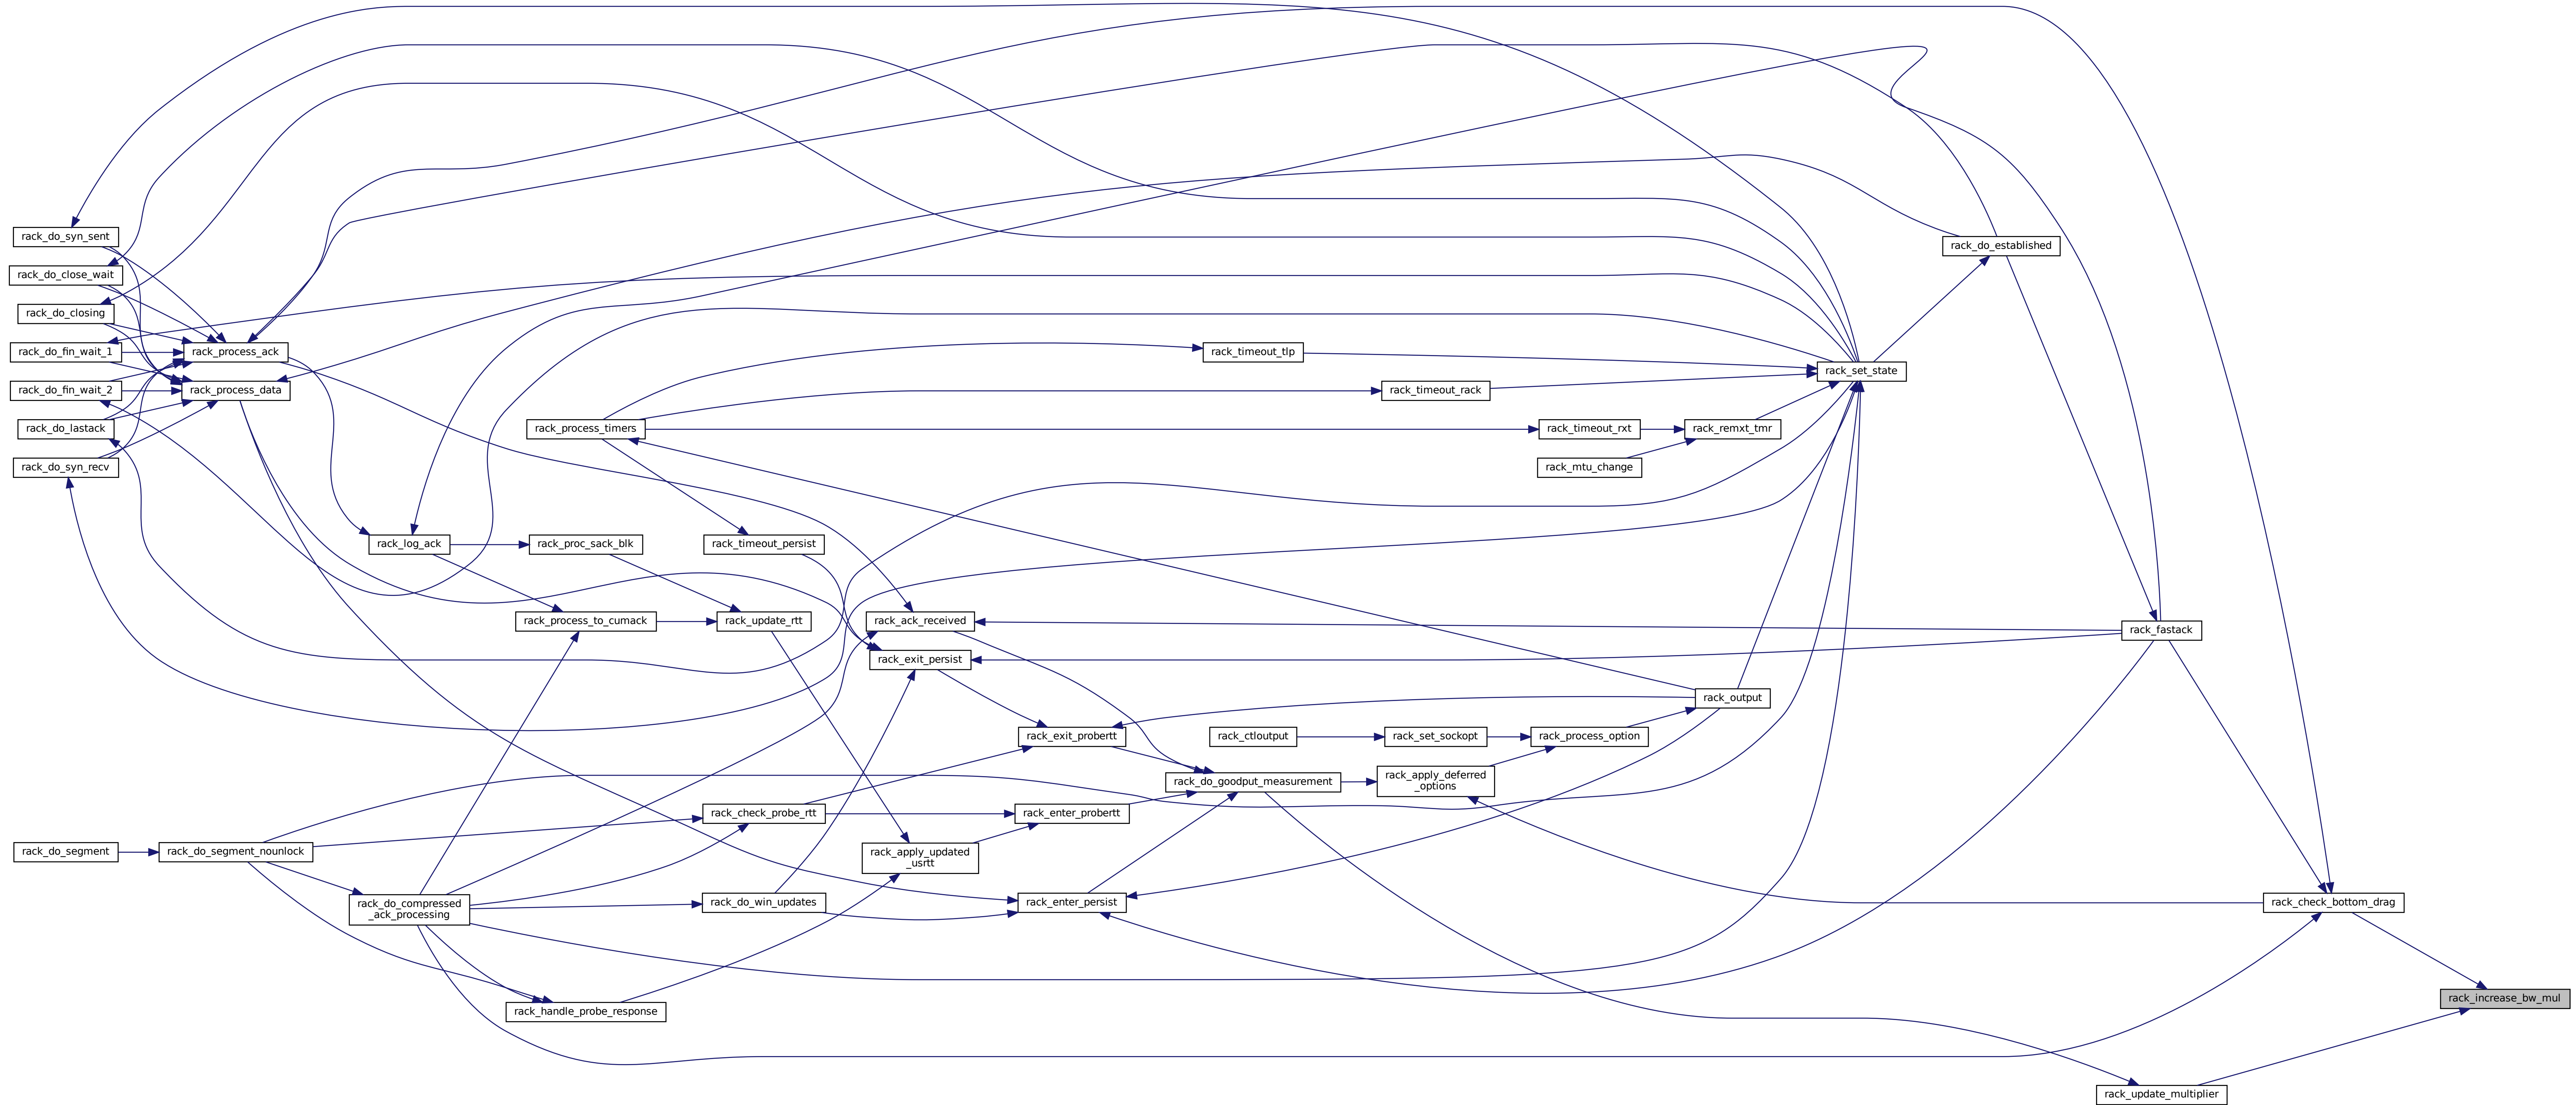 rack_do_syn_sent
rack_do_established
rack_do_close_wait
rack_do_closing
rack_do_fin_wait_1
rack_process_ack
rack_timeout_tlp
rack_set_state
rack_do_fin_wait_2
rack_process_data
rack_timeout_rack
rack_do_lastack
rack_process_timers
rack_timeout_rxt
rack_remxt_tmr
rack_do_syn_recv
rack_mtu_change
rack_log_ack
rack_proc_sack_blk
rack_timeout_persist
rack_process_to_cumack
rack_update_rtt
rack_ack_received
rack_fastack
rack_exit_persist
rack_output
rack_exit_probertt
rack_ctloutput
rack_set_sockopt
rack_process_option
rack_do_goodput_measurement
rack_apply_deferred
_options
rack_check_probe_rtt
rack_enter_probertt
rack_do_segment
rack_do_segment_nounlock
rack_apply_updated
_usrtt
rack_do_compressed
_ack_processing
rack_do_win_updates
rack_enter_persist
rack_check_bottom_drag
rack_handle_probe_response
rack_increase_bw_mul
rack_update_multiplier